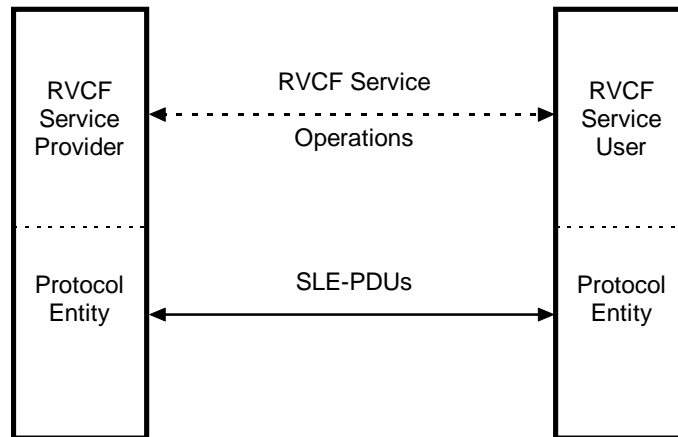 RVCF
Service
Provider
RVCF Service
Operations
RVCF
Service
User
Protocol
Entity
SLE-PDUs
Protocol
Entity